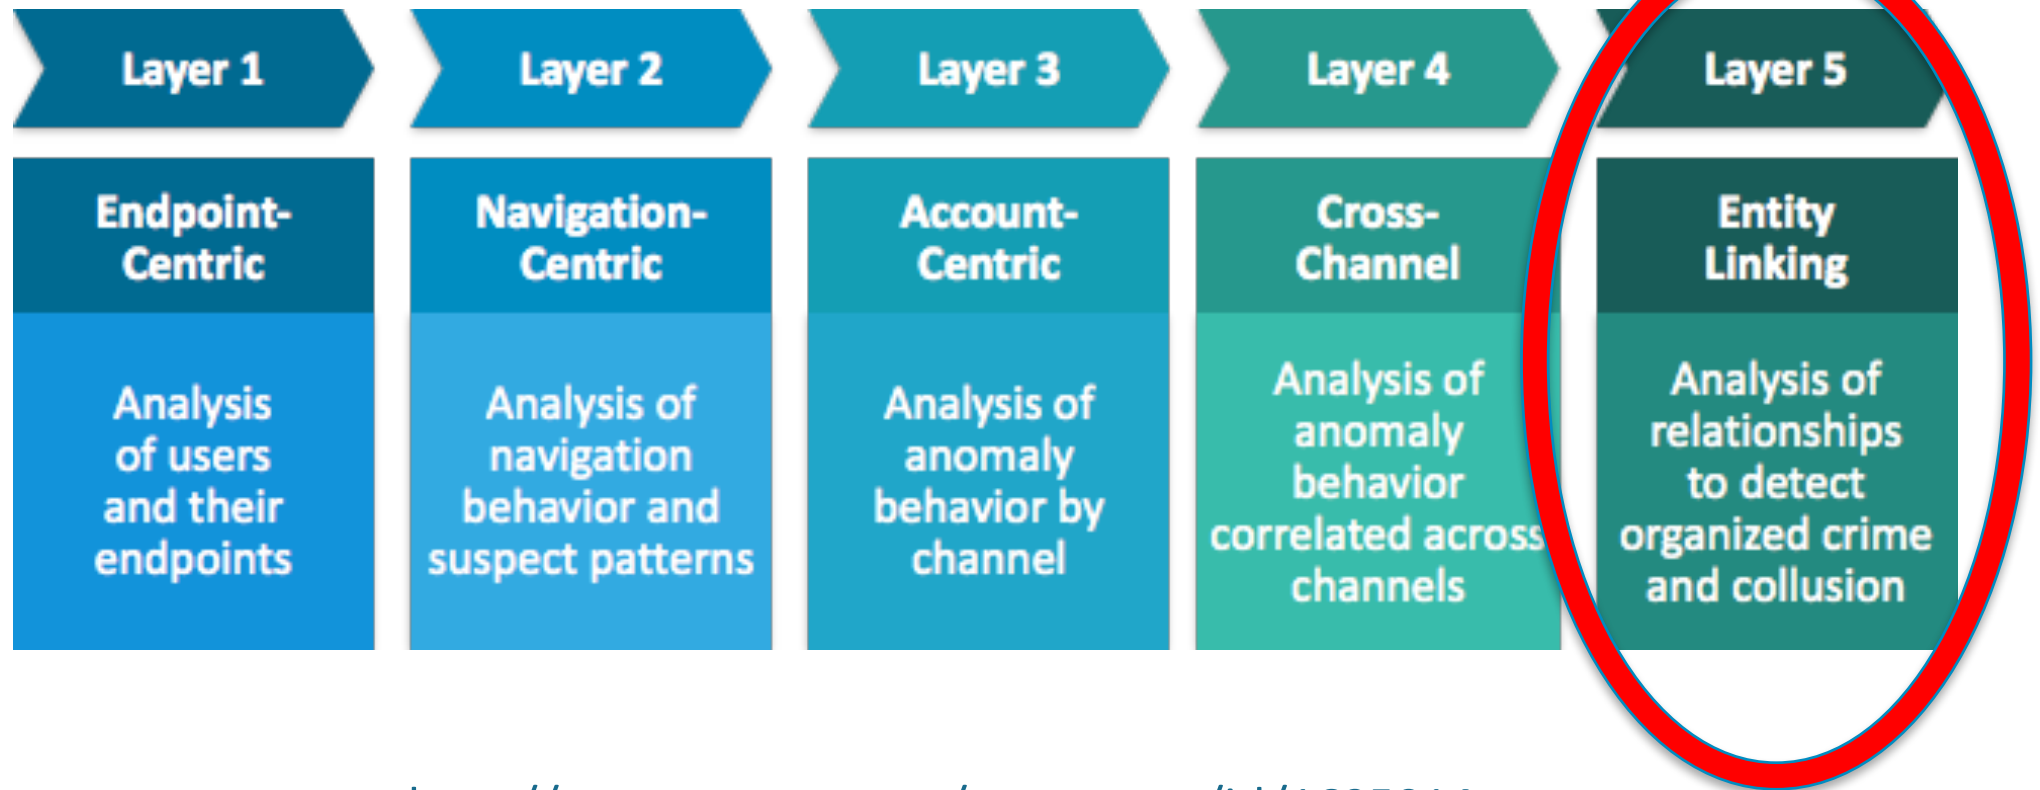 Layer 1
Layer 2
Layer 3
Layer 4
Layer 5
Endpoint-
Centric
Navigation-
Centric
Account-
Centric
Cross-
Channel
Entity
Linking
Analysis
of users
and their
endpoints
Analysis of
navigation
behavior and
suspect patterns
Analysis of
anomaly
behavior by
channel
Analysis of
anomaly
behavior
correlated across
channels
Analysis of
relationships
to detect
organized crime
and collusion